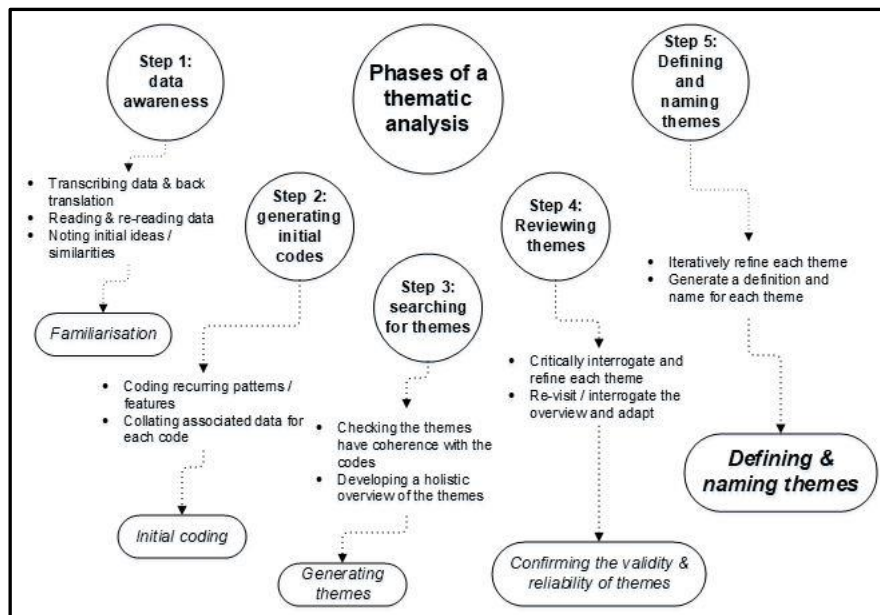 Phases of a
thematic
analysis
Step 1:
data
awareness
• Transcribing data & back
translation
• Reading & re-reading data
• Noting initial ideas /
similarities
Familiarisation
Step 2:
generating
initial
codes
• Coding recurring patterns /
features
• Collating associated data for
each code
Initial coding
Step 3:
searching
for themes
• Checking the themes
have coherence with the
codes
• Developing a holistic
overview of the themes
Generating
themes
Step 4:
Reviewing
themes
• Critically interrogate and
refine each theme
• Re-visit / interrogate the
overview and adapt
Confirming the validity &
reliability of themes
Step 5:
Defining
and
naming
themes
• Iteratively refine each theme
• Generate a definition and
name for each theme
Defining &
naming themes